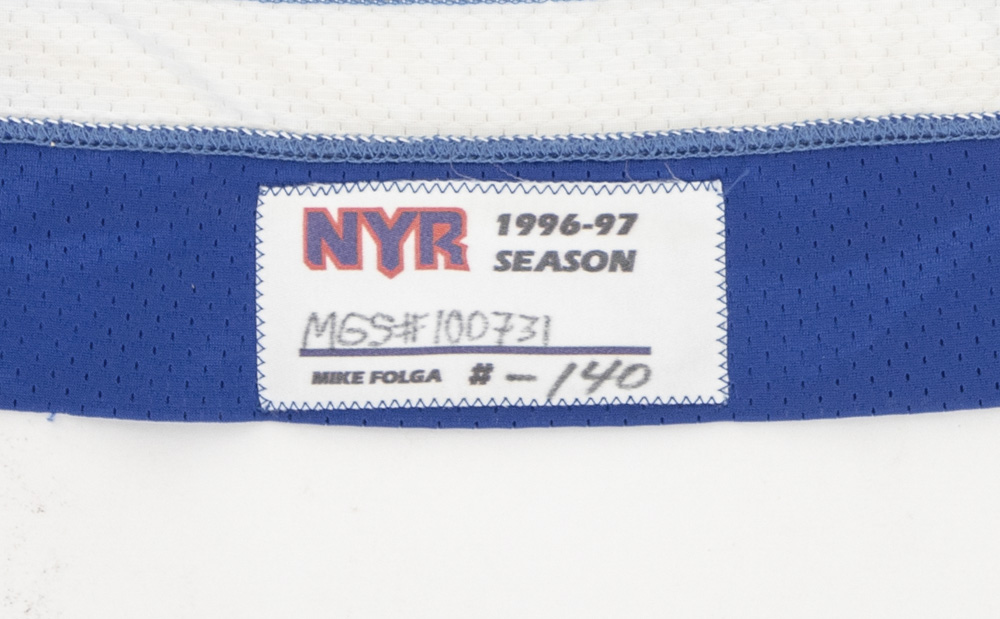 NYR 1996-97
SEASON
MGS#100731
MIKE FOLGA # - 140